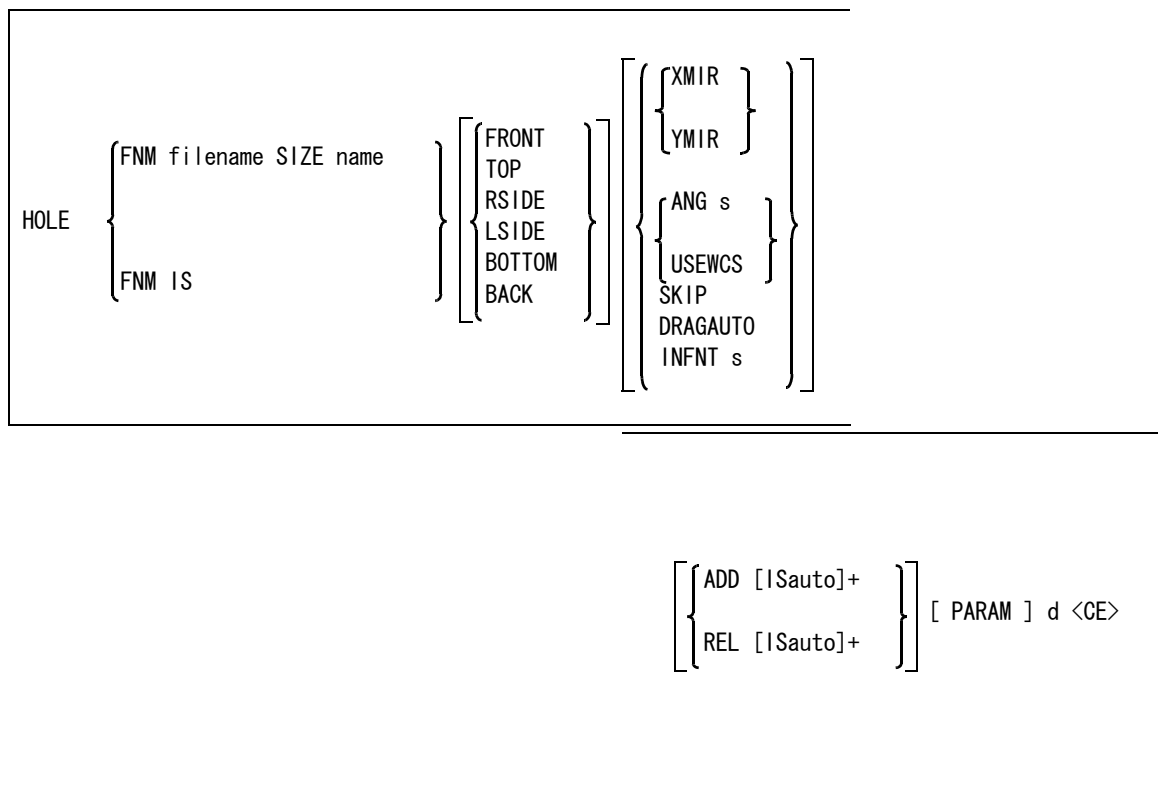 HOLE
FNM filename SIZE name
FNM IS
FRONT
TOP
RSIDE
LSIDE
BOTTOM
BACK
XMIR
YMIR
ANG s
USEWCS
SKIP
DRAGAUTO
INFNT s
ADD [ISauto]+
REL [ISauto]+
[ PARAM ] d <CE>